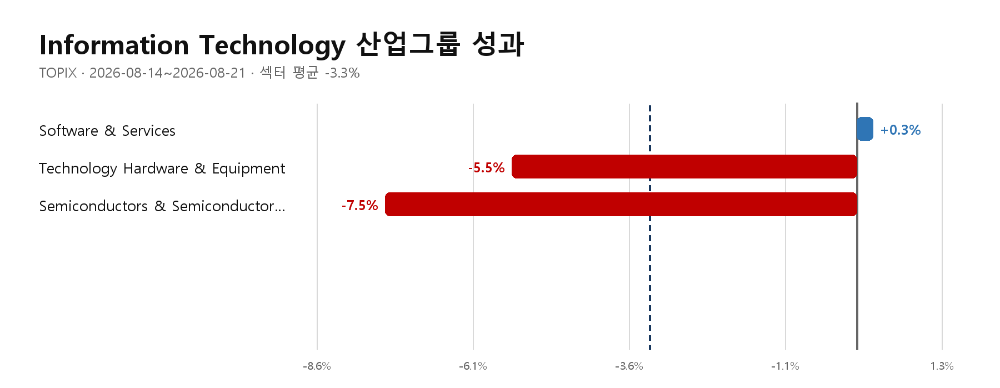 Information Technology 산업그룹 성과
TOPIX · 2026-08-14~2026-08-21 · 섹터 평균 -3.3%
Software & Services
+0.3%
Technology Hardware & Equipment
-5.5%
Semiconductors & Semiconductor...
-7.5%
-8.6%
-6.1%
-3.6%
-1.1%
1.3%